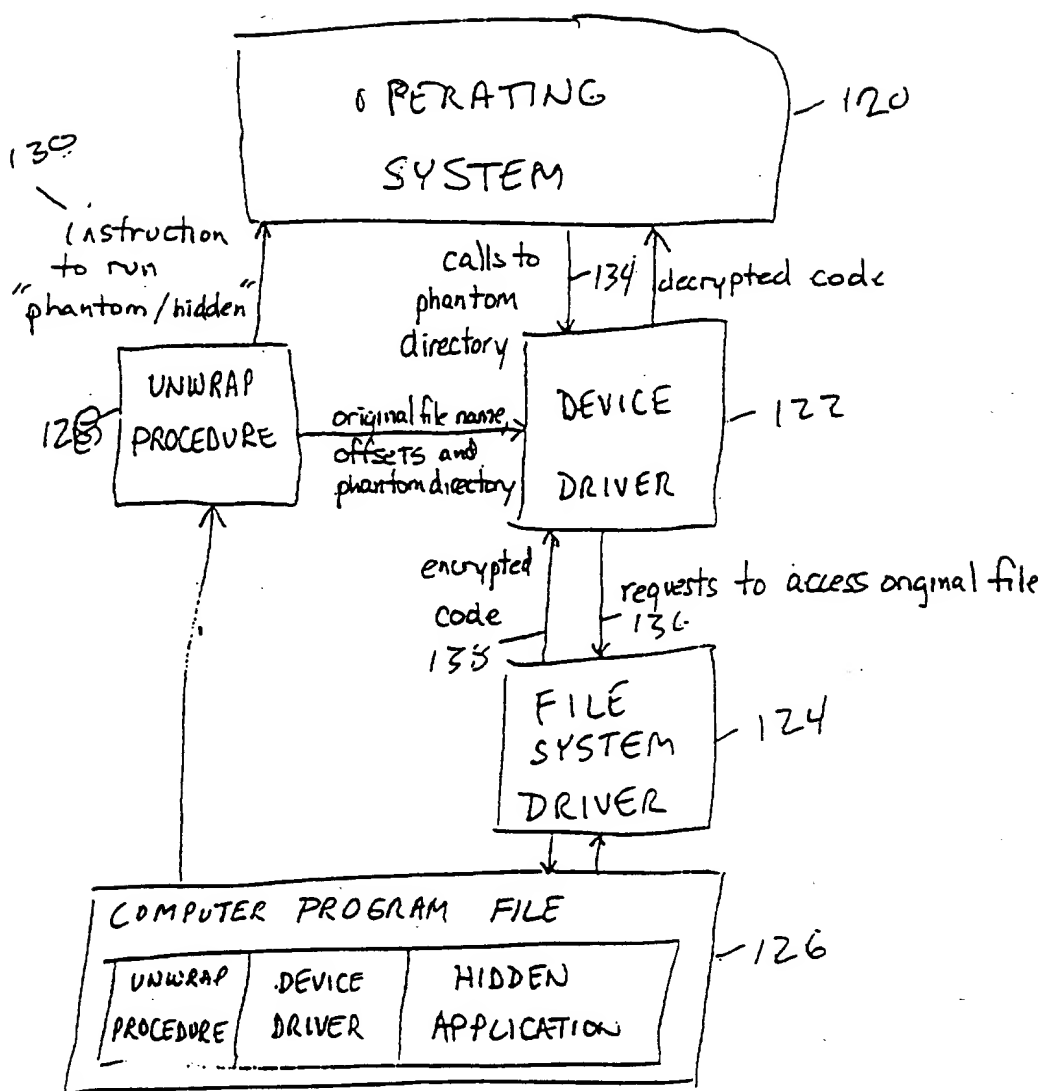 OPERATING
SYSTEM
120
130
instruction
to run
"phantom/hidden"
calls to
phantom
directory
134
decrypted code
UNWRAP
PROCEDURE
128
original file name,
offsets and
phantom directory
DEVICE
DRIVER
122
encrypted
code
138
requests to access original file
136
FILE
SYSTEM
DRIVER
124
COMPUTER PROGRAM FILE
126
UNWRAP
PROCEDURE
DEVICE
DRIVER
HIDDEN
APPLICATION